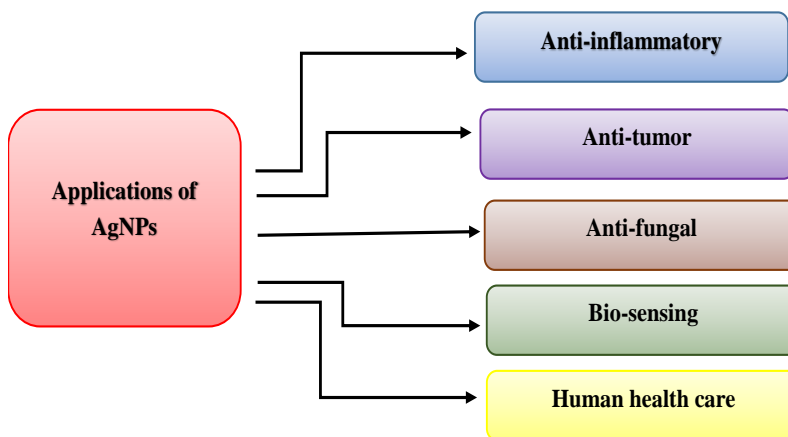 Applications of
AgNPs
Anti-inflammatory
Anti-tumor
Anti-fungal
Bio-sensing
Human health care